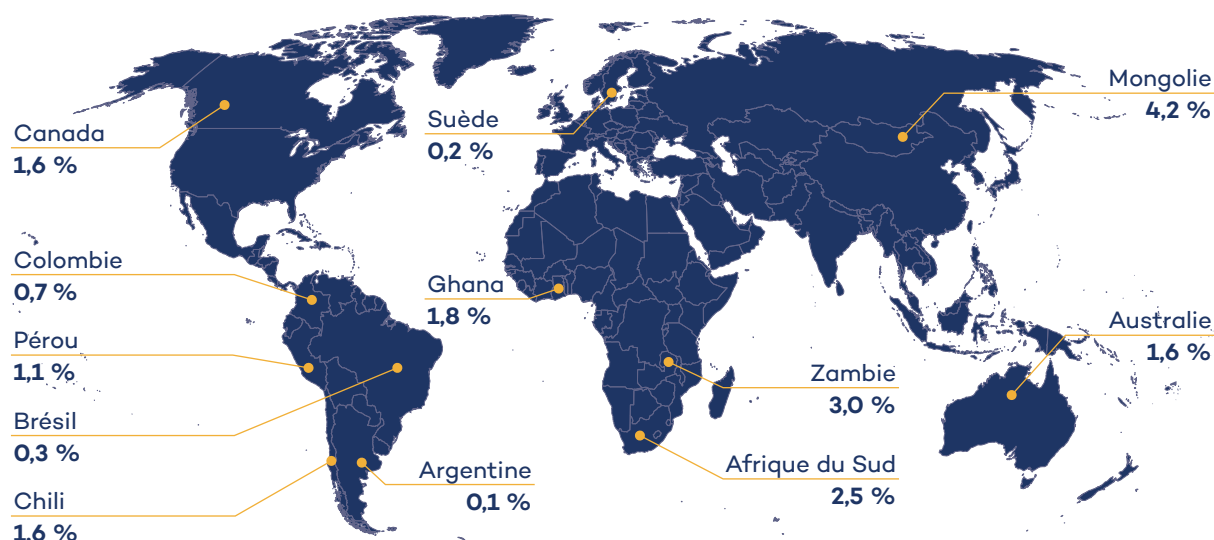 Canada
1,6 %
Colombie
0,7 %
Pérou
1,1 %
Brésil
0,3 %
Chili
1,6 %
Argentine
0,1 %
Suède
0,2 %
Ghana
1,8 %
Zambie
3,0 %
Afrique du Sud
2,5 %
Mongolie
4,2 %
Australie
1,6 %